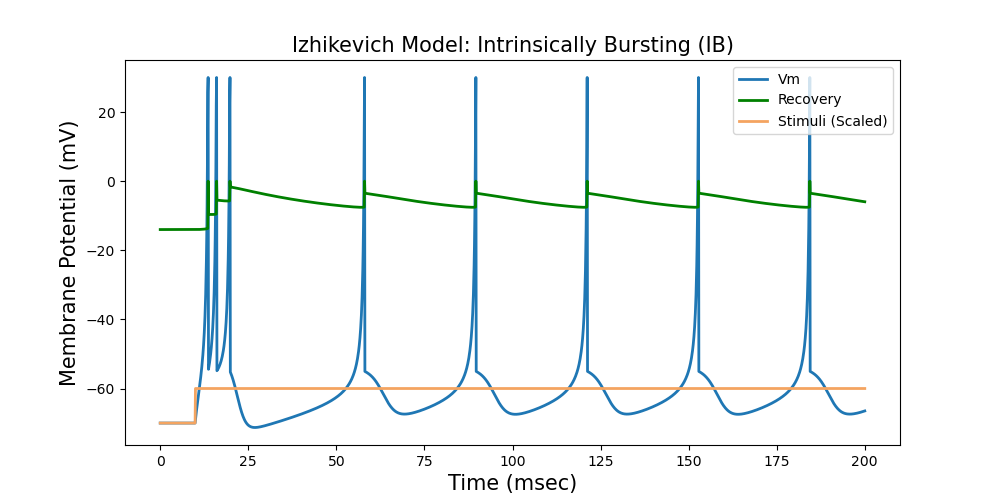 Izhikevich Model: Intrinsically Bursting (IB)
Vm
Recovery
Stimuli (Scaled)
Membrane Potential (mV)
20
0
−20
−40
−60
0 25 50 75 100 125 150 175 200
Time (msec)